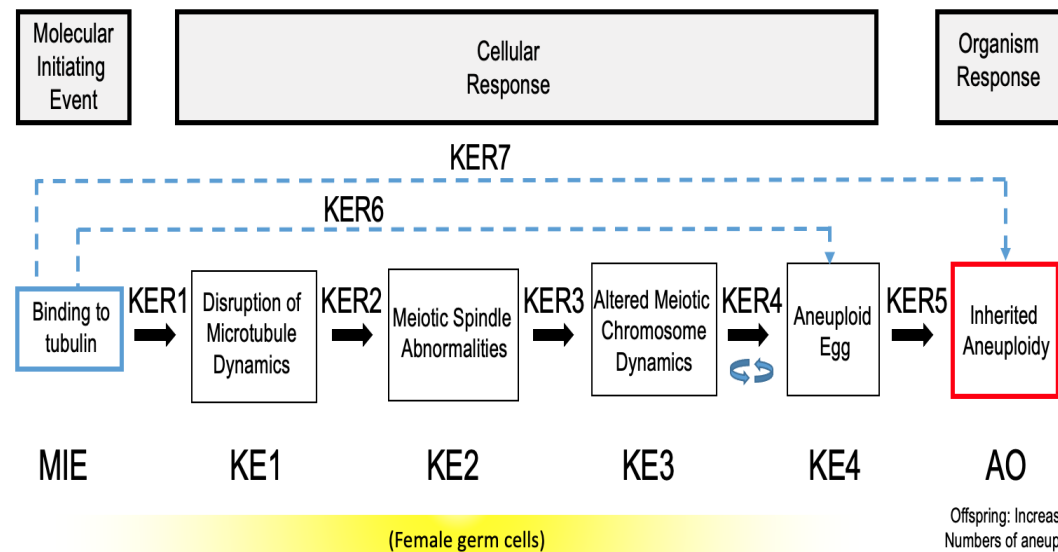 Molecular
Initiating
Event
Cellular
Response
Organism
Response
KER7
KER6
Binding to
tubulin
KER1
Disruption of
Microtubule
Dynamics
KER2
Meiotic Spindle
Abnormalities
KER3
Altered Meiotic
Chromosome
Dynamics
KER4
Aneuploid
Egg
KER5
Inherited
Aneuploidy
MIE
KE1
KE2
KE3
KE4
AO
(Female germ cells)
Offspring: Increas
Numbers of aneup